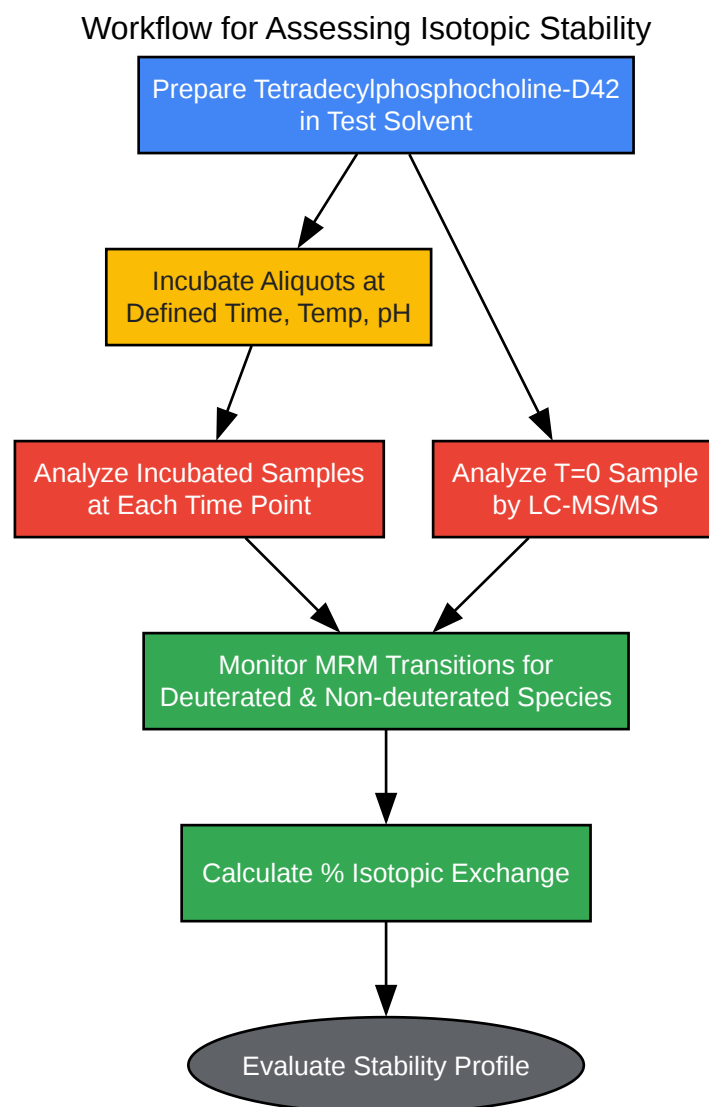 Workflow for Assessing Isotopic Stability
Prepare Tetradecylphosphocholine-D42
in Test Solvent
Incubate Aliquots at
Defined Time, Temp, pH
Analyze Incubated Samples
at Each Time Point
Analyze T=0 Sample
by LC-MS/MS
Monitor MRM Transitions for
Deuterated & Non-deuterated Species
Calculate % Isotopic Exchange
Evaluate Stability Profile